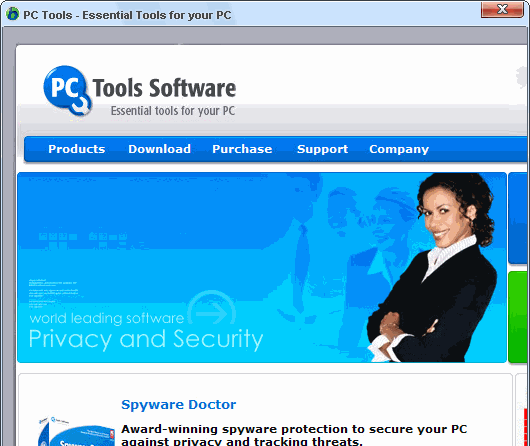 PC Tools - Essential Tools for your PC
PC Tools Software
Essential tools for your PC
Products Download Purchase Support Company
world leading software
Privacy and Security
Spyware Doctor
Award-winning spyware protection to secure your PC
against privacy and tracking threats.